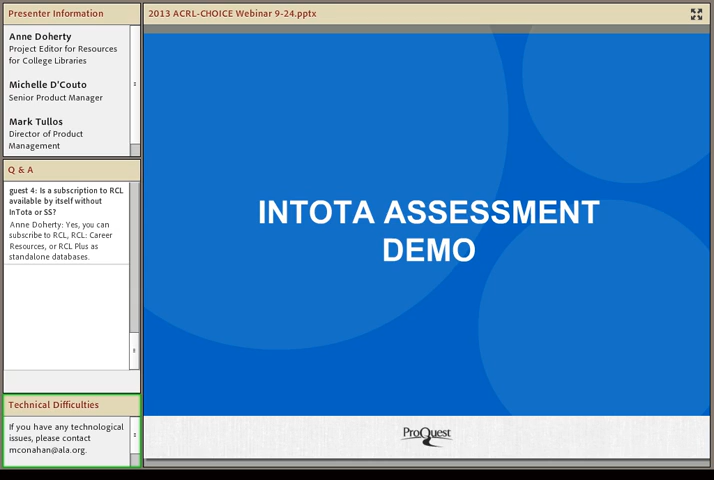 Presenter Information
Anne Doherty
Project Editor for Resources
for College Libraries
Michelle D'Couto
Senior Product Manager
Mark Tullos
Director of Product
Management
Q & A
guest 4: Is a subscription to RCL
available by itself without
InTota or SS?
Anne Doherty: Yes, you can
subscribe to RCL, RCL: Career
Resources, or RCL Plus as
standalone databases.
Technical Difficulties
If you have any technological
issues, please contact
mconahan@ala.org.
2013 ACRL-CHOICE Webinar 9-24.pptx
INTOTA ASSESSMENT
DEMO
ProQuest